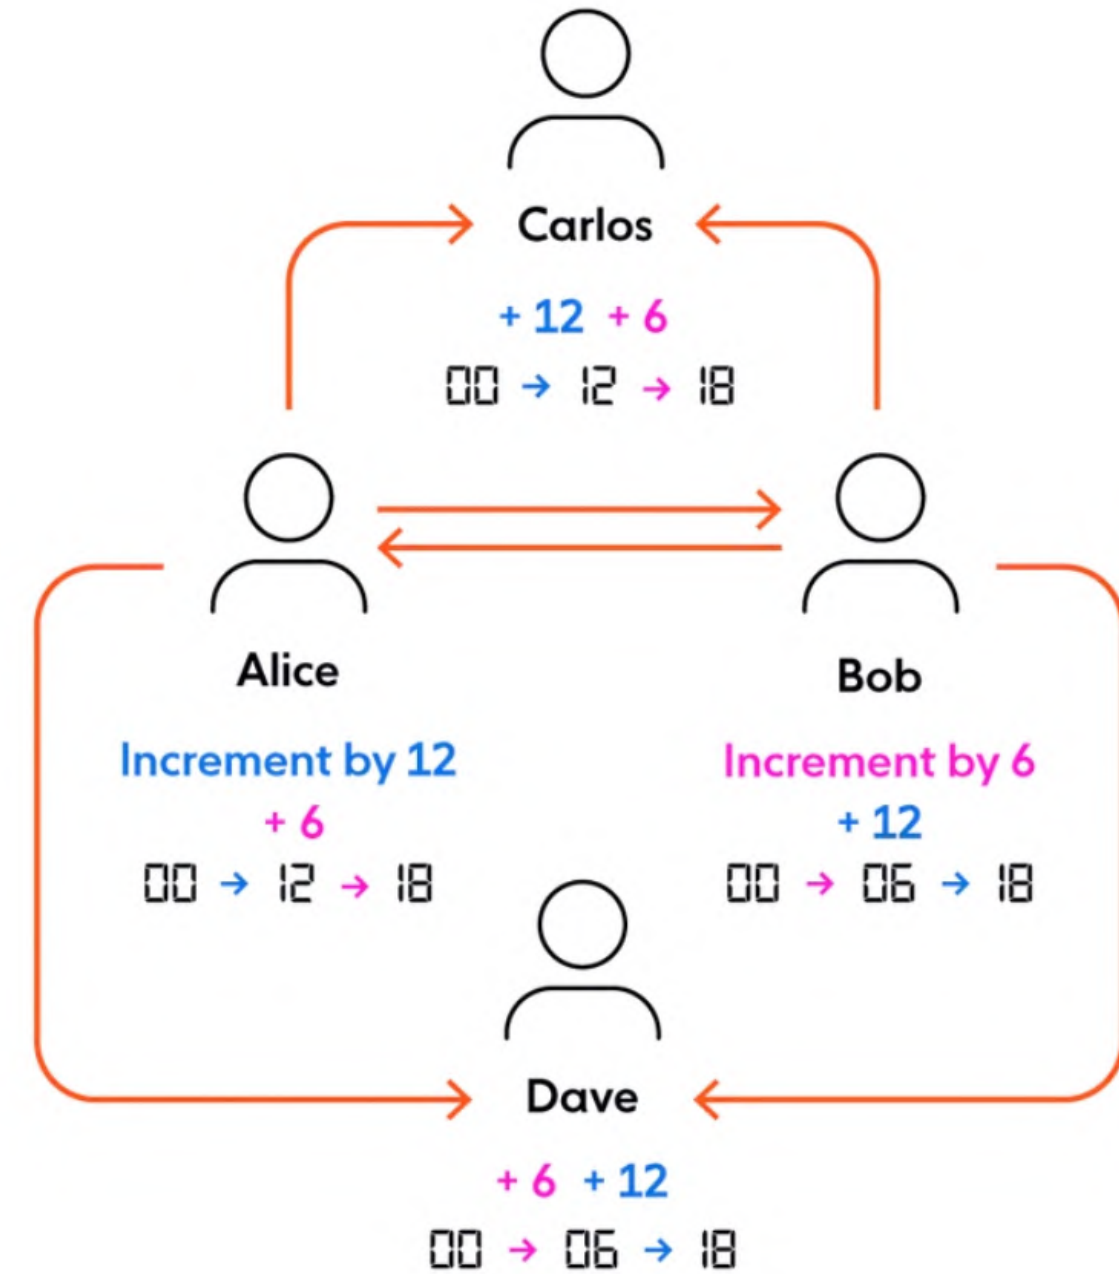 Carlos
+ 12 + 6
00 → 12 → 18
Alice
Increment by 12
+ 6
00 → 12 → 18
Bob
Increment by 6
+ 12
00 → 06 → 18
Dave
+ 6 + 12
00 → 06 → 18